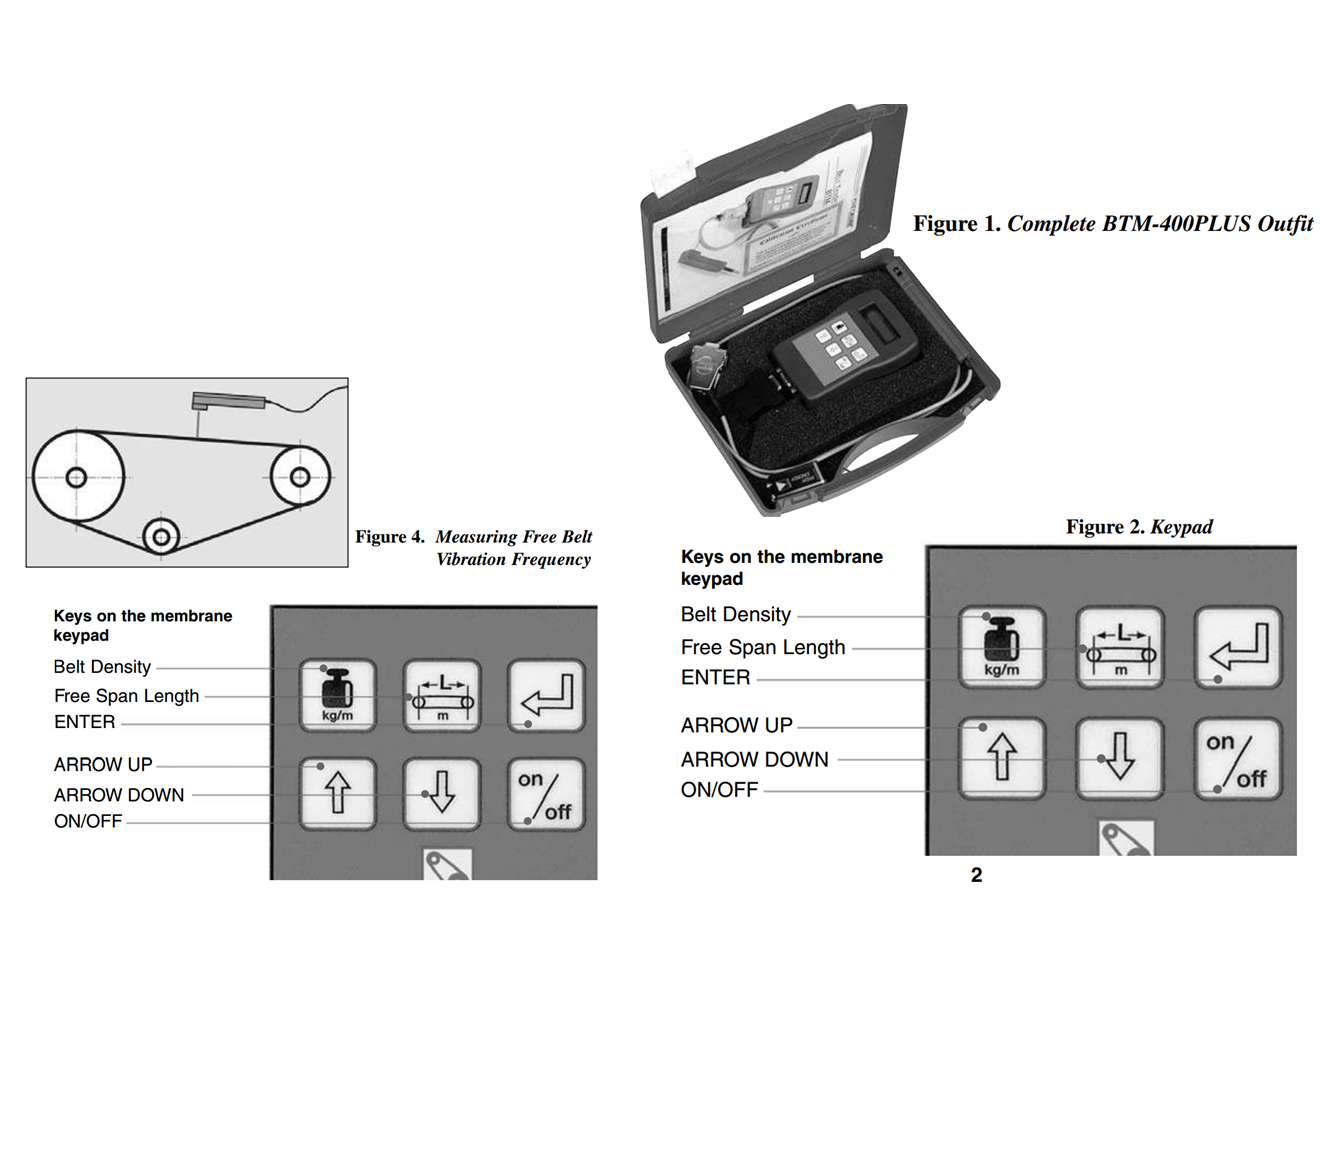 Figure 1. Complete BTM-400PLUS Outfit
Calibration Certificate
Figure 4. Measuring Free Belt
Vibration Frequency
Keys on the membrane
keypad
Belt Density
Free Span Length
ENTER
ARROW UP
ARROW DOWN
ON/OFF
kg/m
L
m
on
off
Figure 2. Keypad
Keys on the membrane
keypad
Belt Density
Free Span Length
ENTER
ARROW UP
ARROW DOWN
ON/OFF
kg/m
L
m
on
off
2